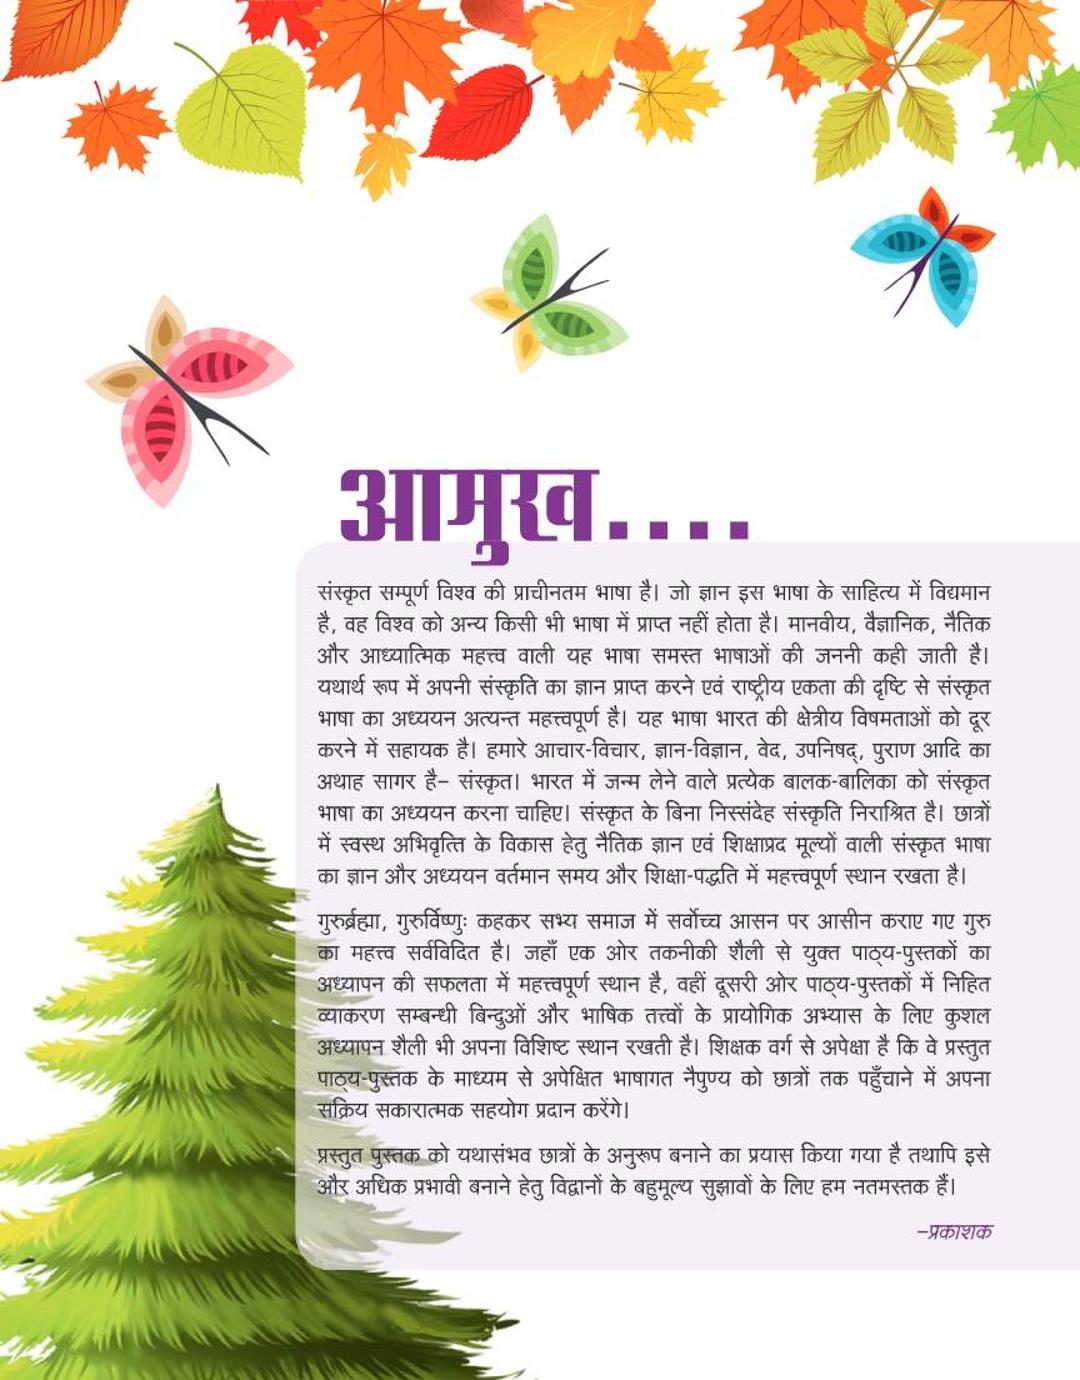 आमुख....
संस्कृत सम्पूर्ण विश्व की प्राचीनतम भाषा है। जो ज्ञान इस भाषा के साहित्य में विद्यमान
है, वह विश्व को अन्य किसी भी भाषा में प्राप्त नहीं होता है। मानवीय, वैज्ञानिक, नैतिक
और आध्यात्मिक महत्त्व वाली यह भाषा समस्त भाषाओं की जननी कही जाती है।
यथार्थ रूप में अपनी संस्कृति का ज्ञान प्राप्त करने एवं राष्ट्रीय एकता की दृष्टि से संस्कृत
भाषा का अध्ययन अत्यन्त महत्त्वपूर्ण है। यह भाषा भारत की क्षेत्रीय विषमताओं को दूर
करने में सहायक है। हमारे आचार-विचार, ज्ञान-विज्ञान, वेद, उपनिषद्, पुराण आदि का
अथाह सागर है– संस्कृत। भारत में जन्म लेने वाले प्रत्येक बालक-बालिका को संस्कृत
भाषा का अध्ययन करना चाहिए। संस्कृत के बिना निस्संदेह संस्कृति निराश्रित है। छात्रों
में स्वस्थ अभिवृत्ति के विकास हेतु नैतिक ज्ञान एवं शिक्षाप्रद मूल्यों वाली संस्कृत भाषा
का ज्ञान और अध्ययन वर्तमान समय और शिक्षा-पद्धति में महत्त्वपूर्ण स्थान रखता है।
गुरुर्ब्रह्मा, गुरुर्विष्णुः कहकर सभ्य समाज में सर्वोच्च आसन पर आसीन कराए गए गुरु
का महत्त्व सर्वविदित है। जहाँ एक ओर तकनीकी शैली से युक्त पाठ्य-पुस्तकों का
अध्यापन की सफलता में महत्त्वपूर्ण स्थान है, वहीं दूसरी ओर पाठ्य-पुस्तकों में निहित
व्याकरण सम्बन्धी बिन्दुओं और भाषिक तत्त्वों के प्रायोगिक अभ्यास के लिए कुशल
अध्यापन शैली भी अपना विशिष्ट स्थान रखती है। शिक्षक वर्ग से अपेक्षा है कि वे प्रस्तुत
पाठ्य-पुस्तक के माध्यम से अपेक्षित भाषागत नैपुण्य को छात्रों तक पहुँचाने में अपना
सक्रिय सकारात्मक सहयोग प्रदान करेंगे।
प्रस्तुत पुस्तक को यथासंभव छात्रों के अनुरूप बनाने का प्रयास किया गया है तथापि इसे
और अधिक प्रभावी बनाने हेतु विद्वानों के बहुमूल्य सुझावों के लिए हम नतमस्तक हैं।
–प्रकाशक